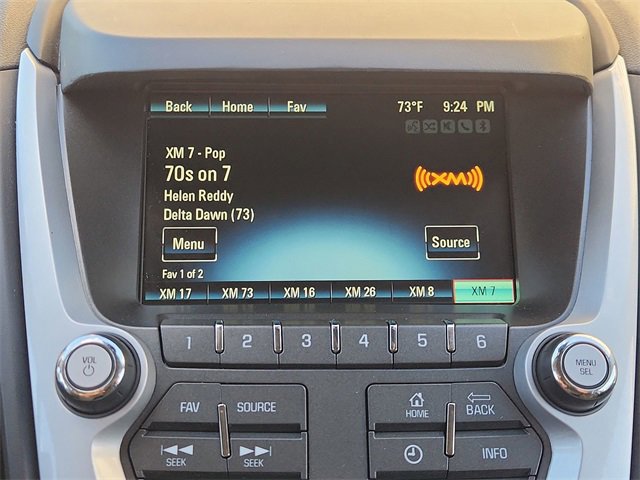 Back Home Fav 73°F 9:24 PM
XM 7 - Pop
70s on 7
((XM))
Helen Reddy
Delta Dawn (73)
Menu Source
Fav 1 of 2
XM 17 XM 73 XM 16 XM 26 XM 8 XM 7
1 2 3 4 5 6
VOL
MENU
SEL
FAV SOURCE
HOME BACK
SEEK SEEK
INFO